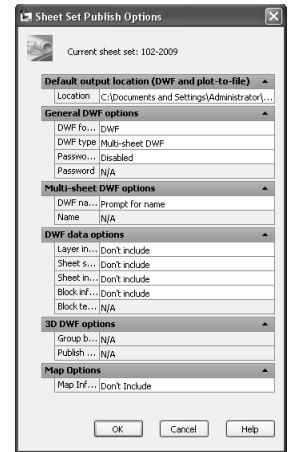 Sheet Set Publish Options
Current sheet set: 102-2009
Default output location (DWF and plot-to-file)
Location C:\Documents and Settings\Administrator\...
General DWF options
DWF fo... DWF
DWF type Multi-sheet DWF
Passwo... Disabled
Password N/A
Multi-sheet DWF options
DWF na... Prompt for name
Name N/A
DWF data options
Layer in... Don't include
Sheet s... Don't include
Sheet in... Don't include
Block inf... Don't include
Block te... N/A
3D DWF options
Group b... N/A
Publish ... N/A
Map Options
Map Inf... Don't Include
OK Cancel Help